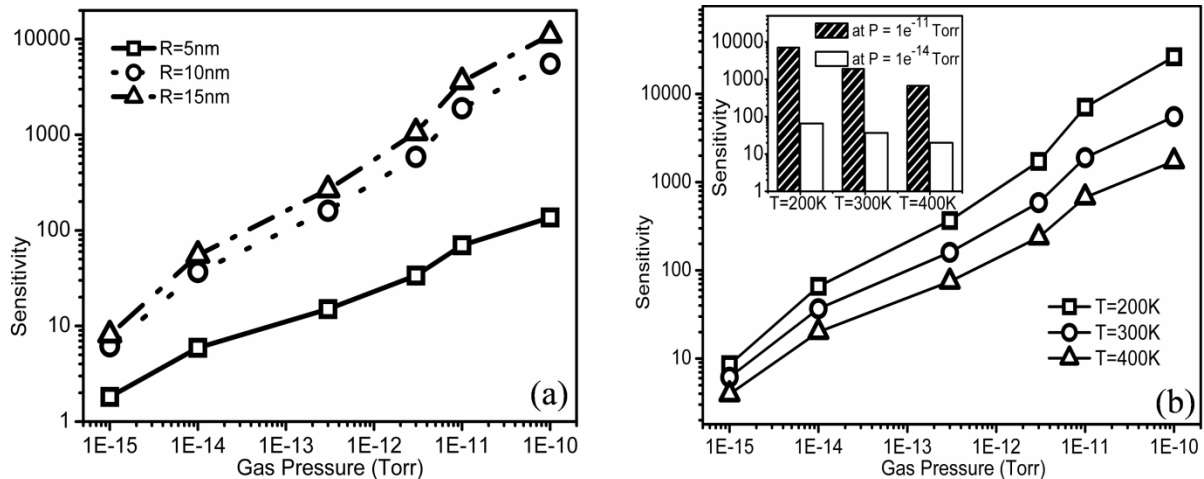 10000
1000
100
10
1
Sensitivity
R=5nm
R=10nm
R=15nm
(a)
1E-15 1E-14 1E-13 1E-12 1E-11 1E-10
Gas Pressure (Torr)
(b)
10000
1000
100
10
Sensitivity
10000
1000
100
10
1
Sensitivity
at P = 1e-11 Torr
at P = 1e-14 Torr
T=200K T=300K T=400K
T=200K
T=300K
T=400K
(b)
1E-15 1E-14 1E-13 1E-12 1E-11 1E-10
Gas Pressure (Torr)